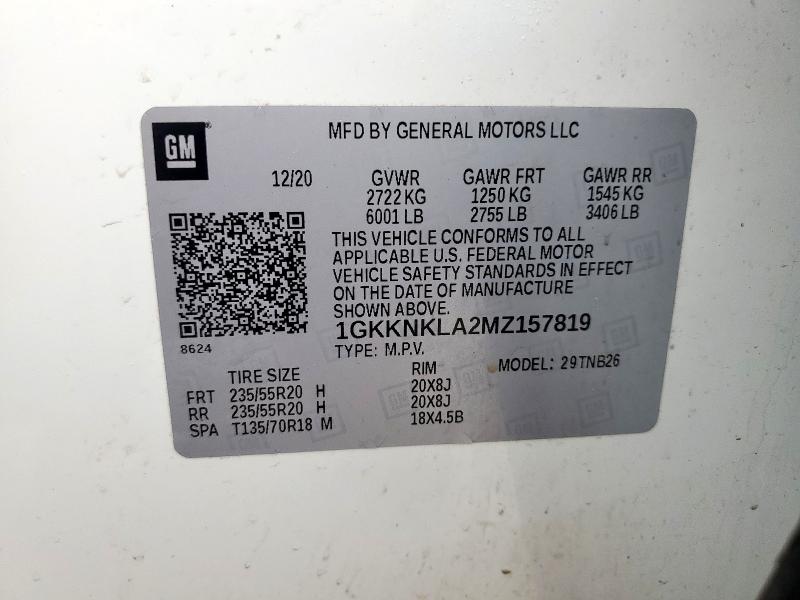 GM
MFD BY GENERAL MOTORS LLC
12/20 GVWR GAWR FRT GAWR RR
2722 KG 1250 KG 1545 KG
6001 LB 2755 LB 3406 LB
THIS VEHICLE CONFORMS TO ALL
APPLICABLE U.S. FEDERAL MOTOR
VEHICLE SAFETY STANDARDS IN EFFECT
ON THE DATE OF MANUFACTURE
SHOWN ABOVE.
1GKKNKLA2MZ157819
8624
TYPE: M.P.V. MODEL: 29TNB26
TIRE SIZE RIM
FRT 235/55R20 H 20X8J
RR 235/55R20 H 20X8J
SPA T135/70R18 M 18X4.5B